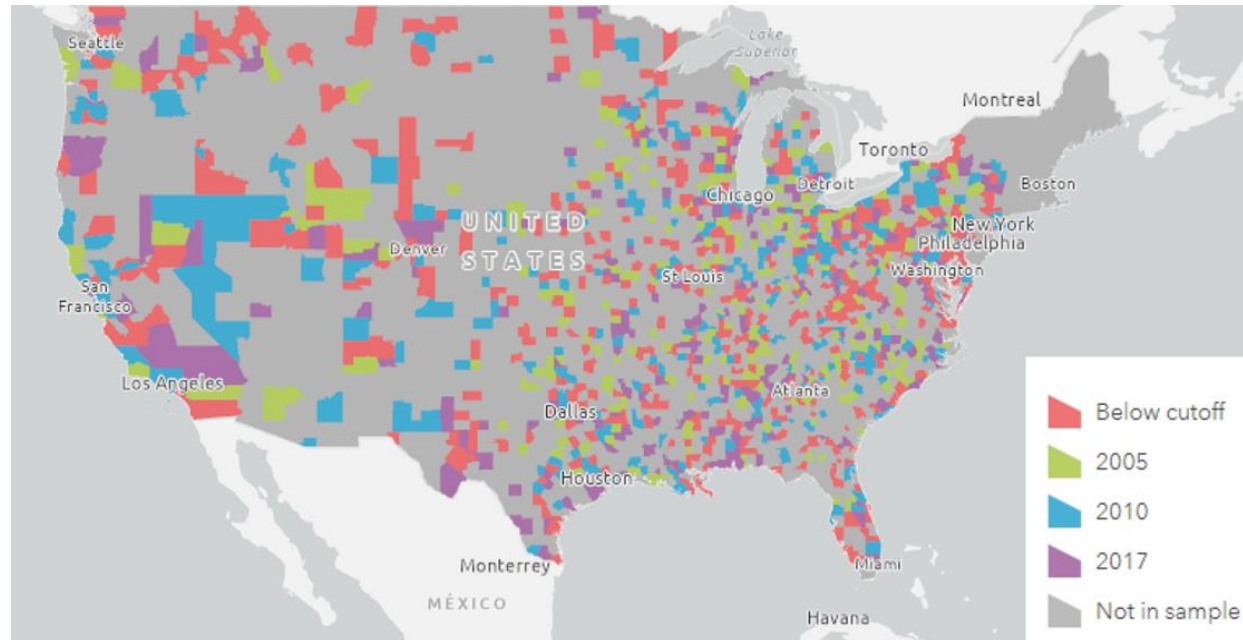 Seattle
Lake
Superior
Montreal
Toronto
Chicago
Detroit
Boston
New York
Philadelphia
UNITED
STATES
Denver
Washington
St Louis
San
Francisco
Los Angeles
Atlanta
Dallas
Houston
Monterrey
Miami
MÉXICO
Havana
Below cutoff
2005
2010
2017
Not in sample